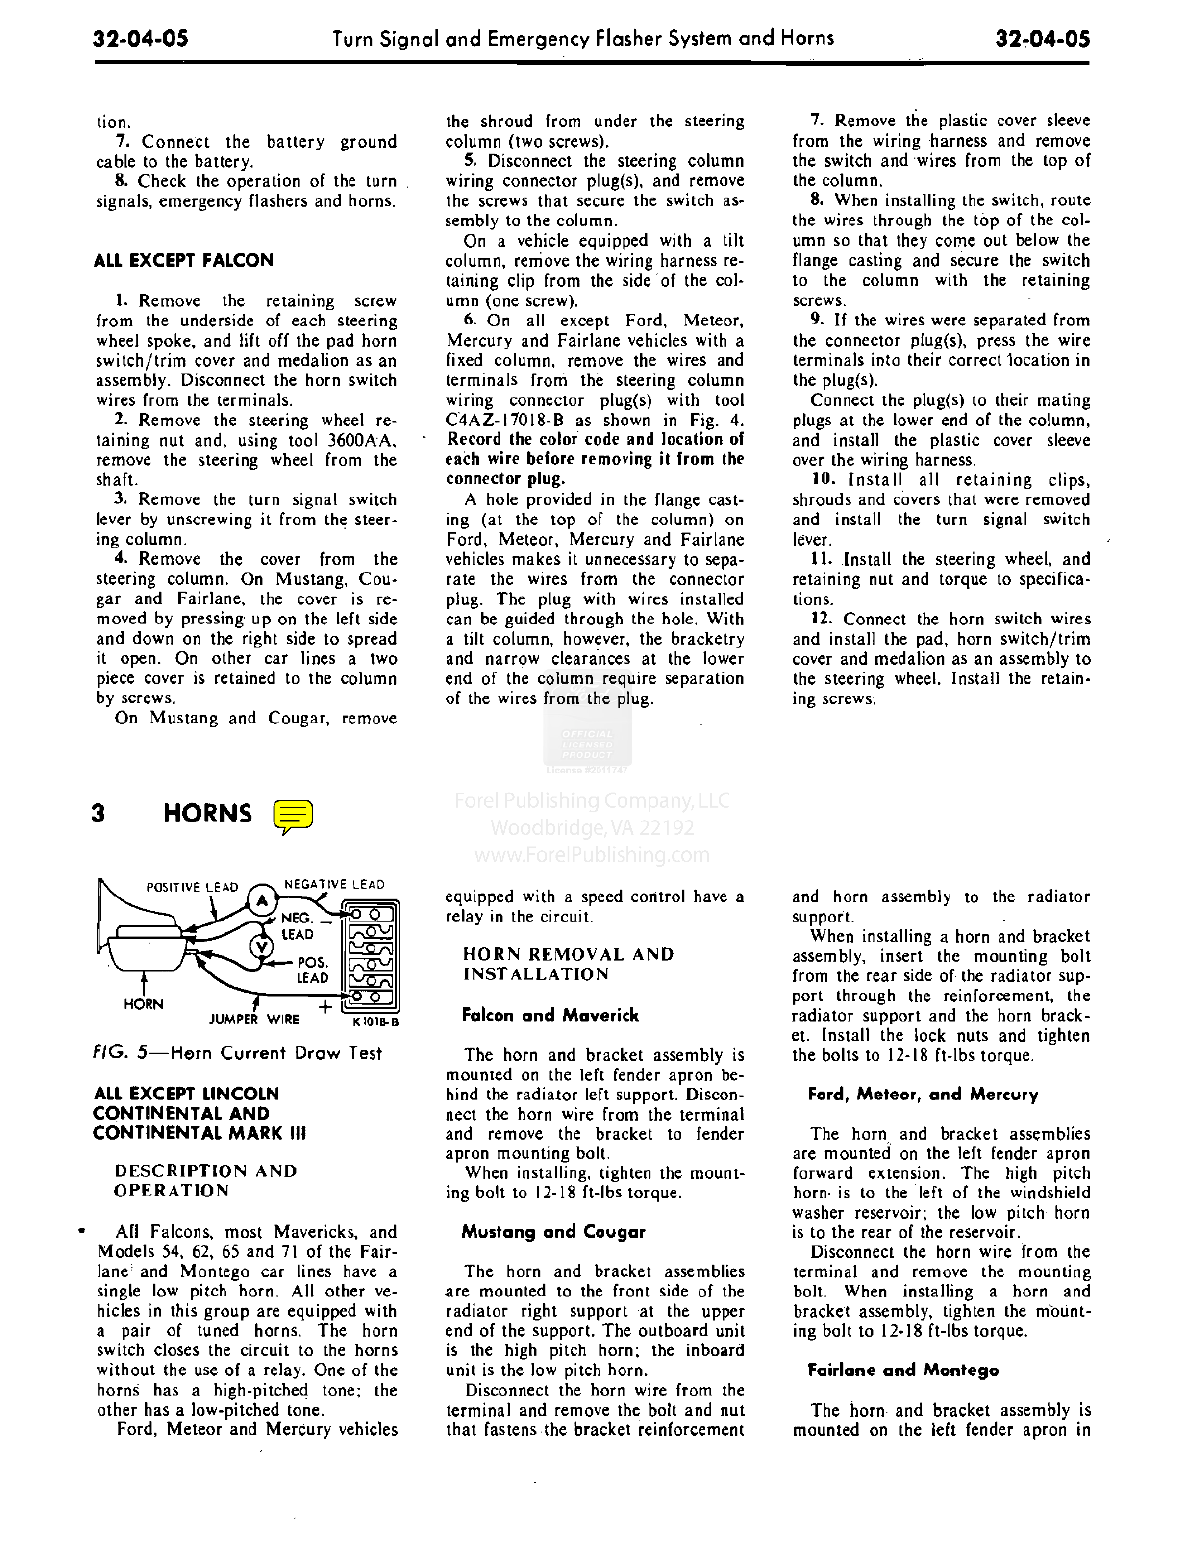 32-04-05
Turn Signal and Emergency Flasher System and Horns
32-04-05
tion.
7. Connect the battery ground
cable to the battery.
8. Check the operation of the turn
signals, emergency flashers and horns.
ALL EXCEPT FALCON
1. Remove the retaining screw
from the underside of each steering
wheel spoke, and lift off the pad horn
switch/trim cover and medalion as an
assembly. Disconnect the horn switch
wires from the terminals.
2. Remove the steering wheel re-
taining nut and, using tool 3600AA,
remove the steering wheel from the
shaft.
3. Remove the turn signal switch
lever by unscrewing it from the steer-
ing column.
4. Remove the cover from the
steering column. On Mustang, Cou-
gar and Fairlane, the cover is re-
moved by pressing up on the left side
and down on the right side to spread
it open. On other car lines a two
piece cover is retained to the column
by screws.
On Mustang and Cougar, remove
the shroud from under the steering
column (two screws).
5. Disconnect the steering column
wiring connector plug(s), and remove
the screws that secure the switch as-
sembly to the column.
On a vehicle equipped with a tilt
column, remove the wiring harness re-
taining clip from the side of the col-
umn (one screw).
6. On all except Ford, Meteor,
Mercury and Fairlane vehicles with a
fixed column, remove the wires and
terminals from the steering column
wiring connector plug(s) with tool
C4AZ-17018-B as shown in Fig. 4.
Record the color code and location of
each wire before removing it from the
connector plug.
A hole provided in the flange cast-
ing (at the top of the column) on
Ford, Meteor, Mercury and Fairlane
vehicles makes it unnecessary to sepa-
rate the wires from the connector
plug. The plug with wires installed
can be guided through the hole. With
a tilt column, however, the bracketry
and narrow clearances at the lower
end of the column require separation
of the wires from the plug.
7. Remove the plastic cover sleeve
from the wiring harness and remove
the switch and wires from the top of
the column.
8. When installing the switch, route
the wires through the top of the col-
umn so that they come out below the
flange casting and secure the switch
to the column with the retaining
screws.
9. If the wires were separated from
the connector plug(s), press the wire
terminals into their correct location in
the plug(s).
Connect the plug(s) to their mating
plugs at the lower end of the column,
and install the plastic cover sleeve
over the wiring harness.
10. Install all retaining clips,
shrouds and covers that were removed
and install the turn signal switch
lever.
11. Install the steering wheel, and
retaining nut and torque to specifica-
tions.
12. Connect the horn switch wires
and install the pad, horn switch/trim
cover and medalion as an assembly to
the steering wheel. Install the retain-
ing screws.
OFFICIAL
LICENSED
PRODUCT
Forel Publishing Company, LLC
Woodbridge, VA 22192
www.ForelPublishing.com
3 HORNS
POSITIVE LEAD
NEGATIVE LEAD
A
NEG. −
LEAD
V
POS.
LEAD
HORN
+
JUMPER WIRE
K1018-B
FIG. 5—Horn Current Draw Test
ALL EXCEPT LINCOLN
CONTINENTAL AND
CONTINENTAL MARK III
DESCRIPTION AND
OPERATION
All Falcons, most Mavericks, and
Models 54, 62, 65 and 71 of the Fair-
lane and Montego car lines have a
single low pitch horn. All other ve-
hicles in this group are equipped with
a pair of tuned horns. The horn
switch closes the circuit to the horns
without the use of a relay. One of the
horns has a high-pitched tone; the
other has a low-pitched tone.
Ford, Meteor and Mercury vehicles
equipped with a speed control have a
relay in the circuit.
HORN REMOVAL AND
INSTALLATION
Falcon and Maverick
The horn and bracket assembly is
mounted on the left fender apron be-
hind the radiator left support. Discon-
nect the horn wire from the terminal
and remove the bracket to fender
apron mounting bolt.
When installing, tighten the mount-
ing bolt to 12-18 ft-lbs torque.
Mustang and Cougar
The horn and bracket assemblies
are mounted to the front side of the
radiator right support at the upper
end of the support. The outboard unit
is the high pitch horn; the inboard
unit is the low pitch horn.
Disconnect the horn wire from the
terminal and remove the bolt and nut
that fastens the bracket reinforcement
and horn assembly to the radiator
support.
When installing a horn and bracket
assembly, insert the mounting bolt
from the rear side of the radiator sup-
port through the reinforcement, the
radiator support and the horn brack-
et. Install the lock nuts and tighten
the bolts to 12-18 ft-lbs torque.
Ford, Meteor, and Mercury
The horn and bracket assemblies
are mounted on the left fender apron
forward extension. The high pitch
horn is to the left of the windshield
washer reservoir; the low pitch horn
is to the rear of the reservoir.
Disconnect the horn wire from the
terminal and remove the mounting
bolt. When installing a horn and
bracket assembly, tighten the mount-
ing bolt to 12-18 ft-lbs torque.
Fairlane and Montego
The horn and bracket assembly is
mounted on the left fender apron in